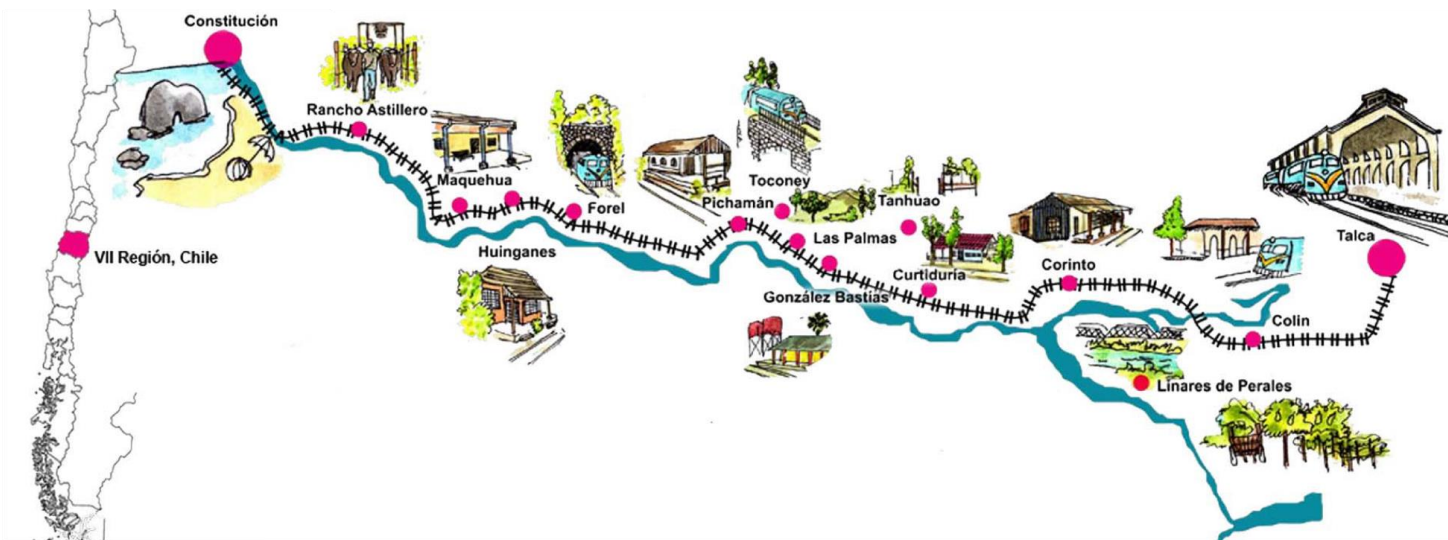 Constitución
Rancho Astillero
Maquehua
Forel
Huinganes
Pichamán
Toconey
Tanhuao
Las Palmas
González Bastías
Curtiduría
Corinto
Talca
Colin
Linares de Perales
VII Región, Chile